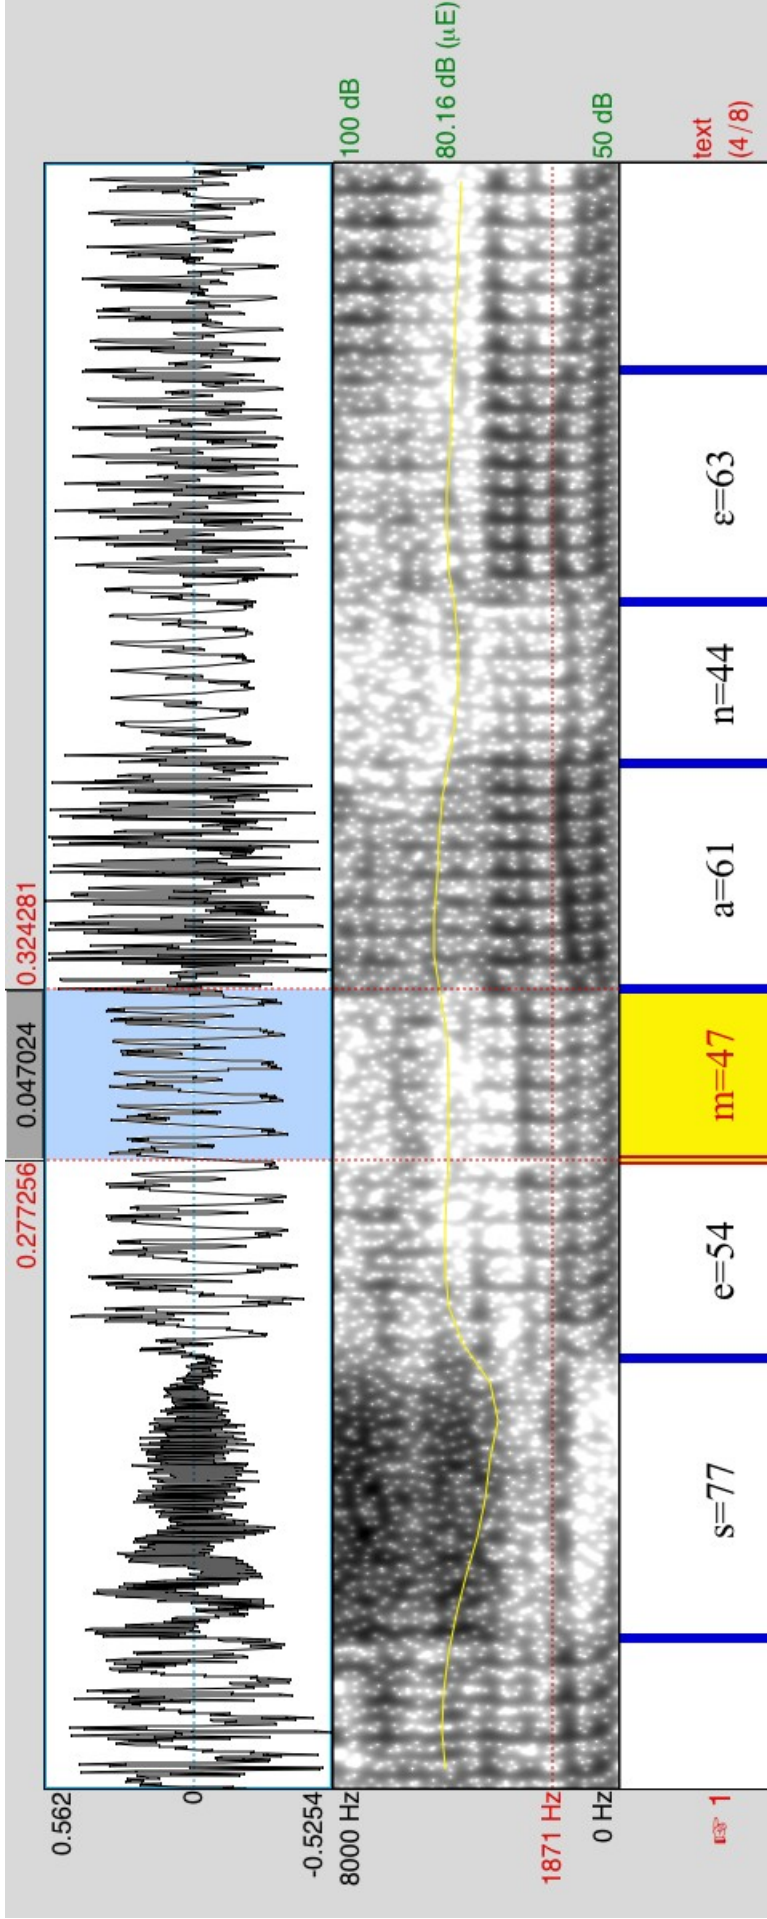 0.277256
0.047024
0.324281
0.562
0
-0.5254
8000 Hz
100 dB
80.16 dB (µE)
1871 Hz
0 Hz
50 dB
☞ 1
s=77
e=54
m=47
a=61
n=44
ε=63
text
(4/8)